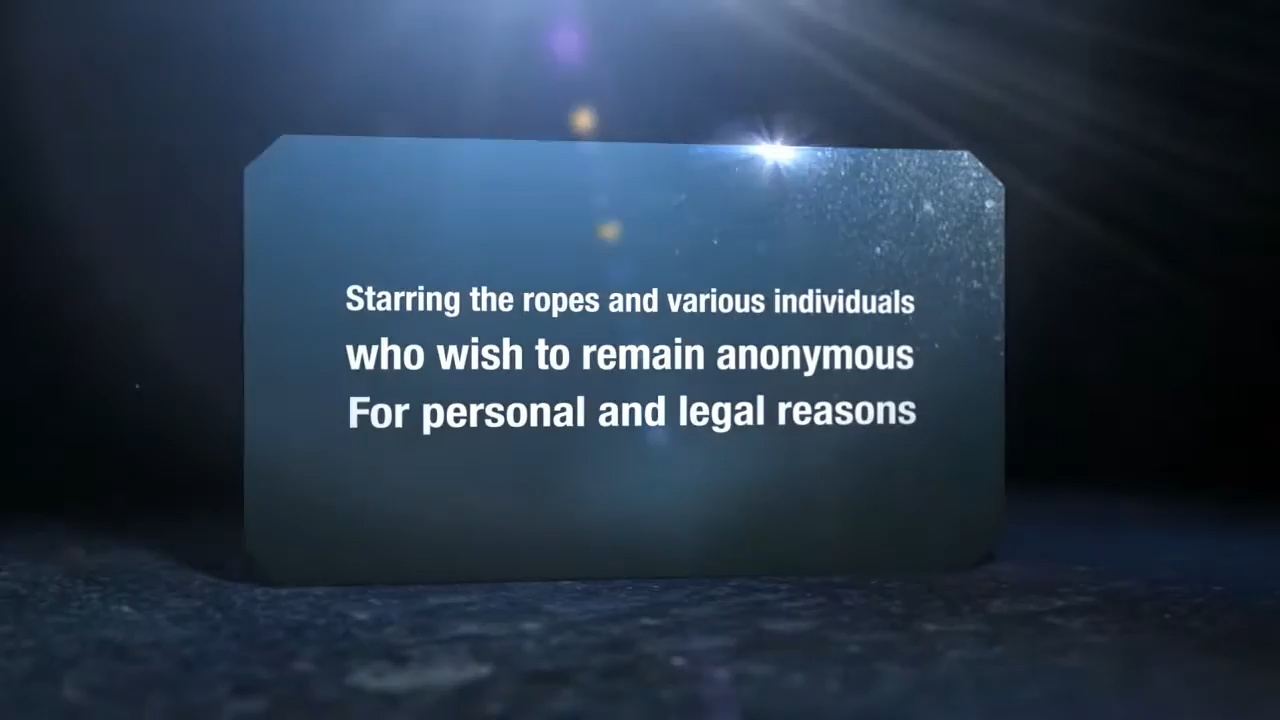 Starring the ropes and various individuals
who wish to remain anonymous
For personal and legal reasons